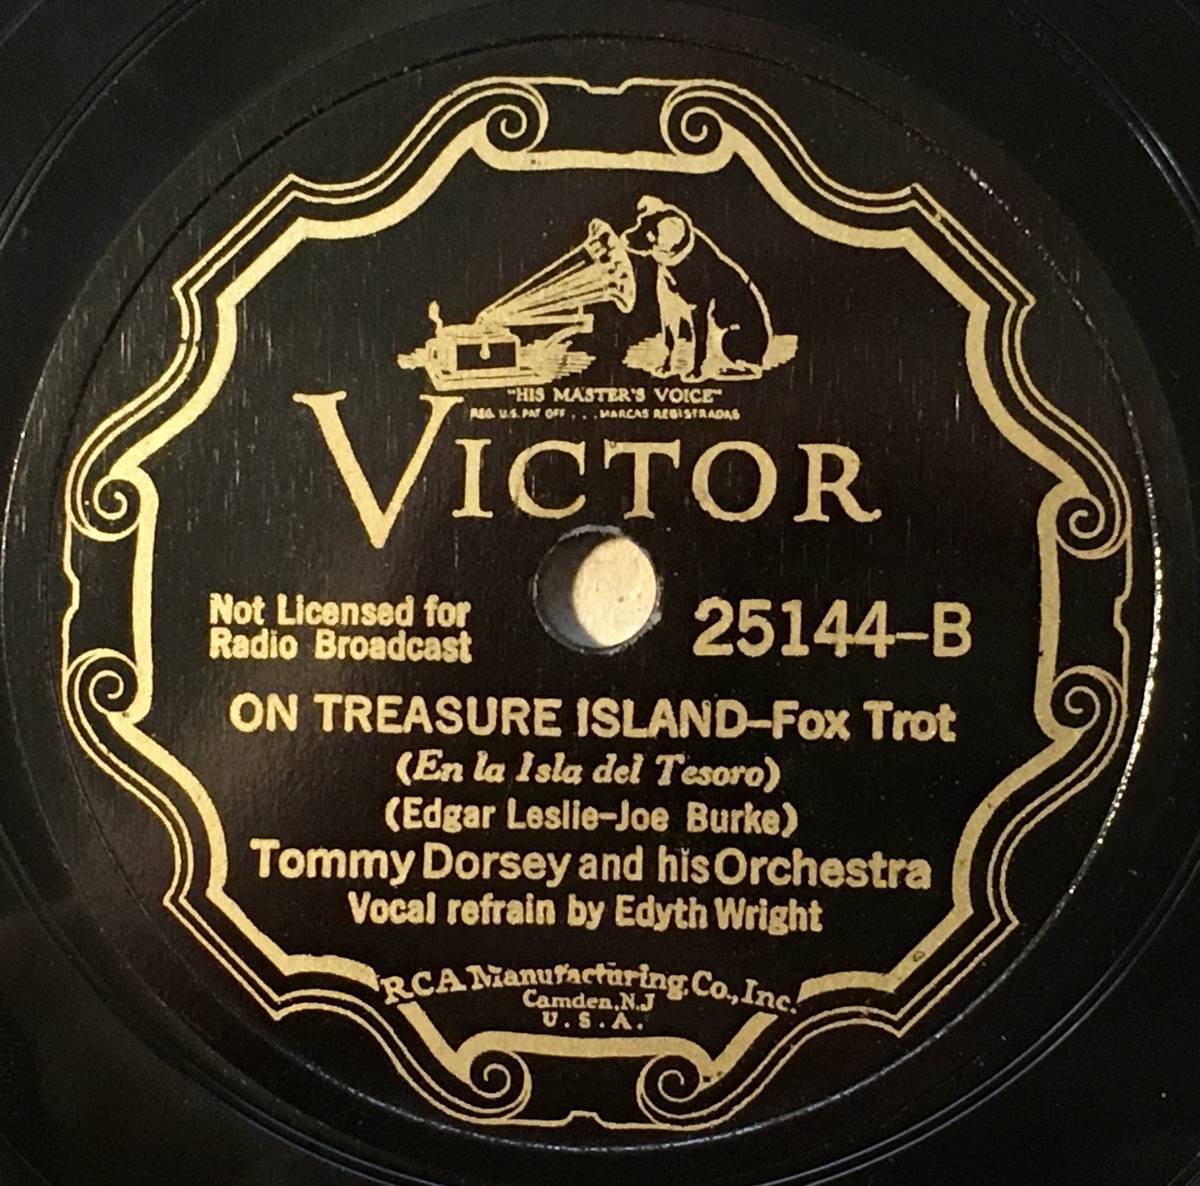 "HIS MASTER'S VOICE"
REG. U.S. PAT OFF . . . MARCAS REGISTRADAS
VICTOR
Not Licensed for
Radio Broadcast
25144-B
ON TREASURE ISLAND-Fox Trot
(En la Isla del Tesoro)
(Edgar Leslie-Joe Burke)
Tommy Dorsey and his Orchestra
Vocal refrain by Edyth Wright
RCA Manufacturing Co., Inc.
Camden, N.J
U.S.A.